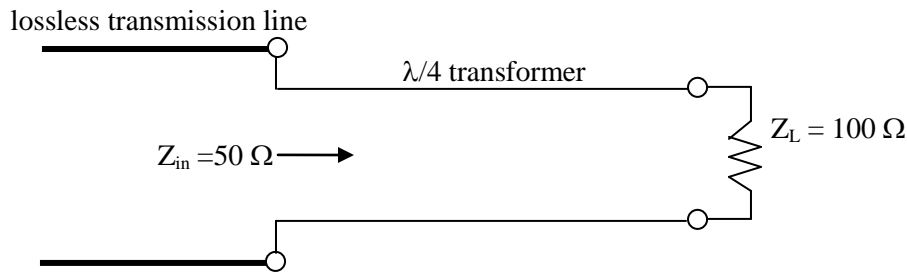 lossless transmission line
λ/4 transformer
Z_in =50 Ω
Z_L = 100 Ω